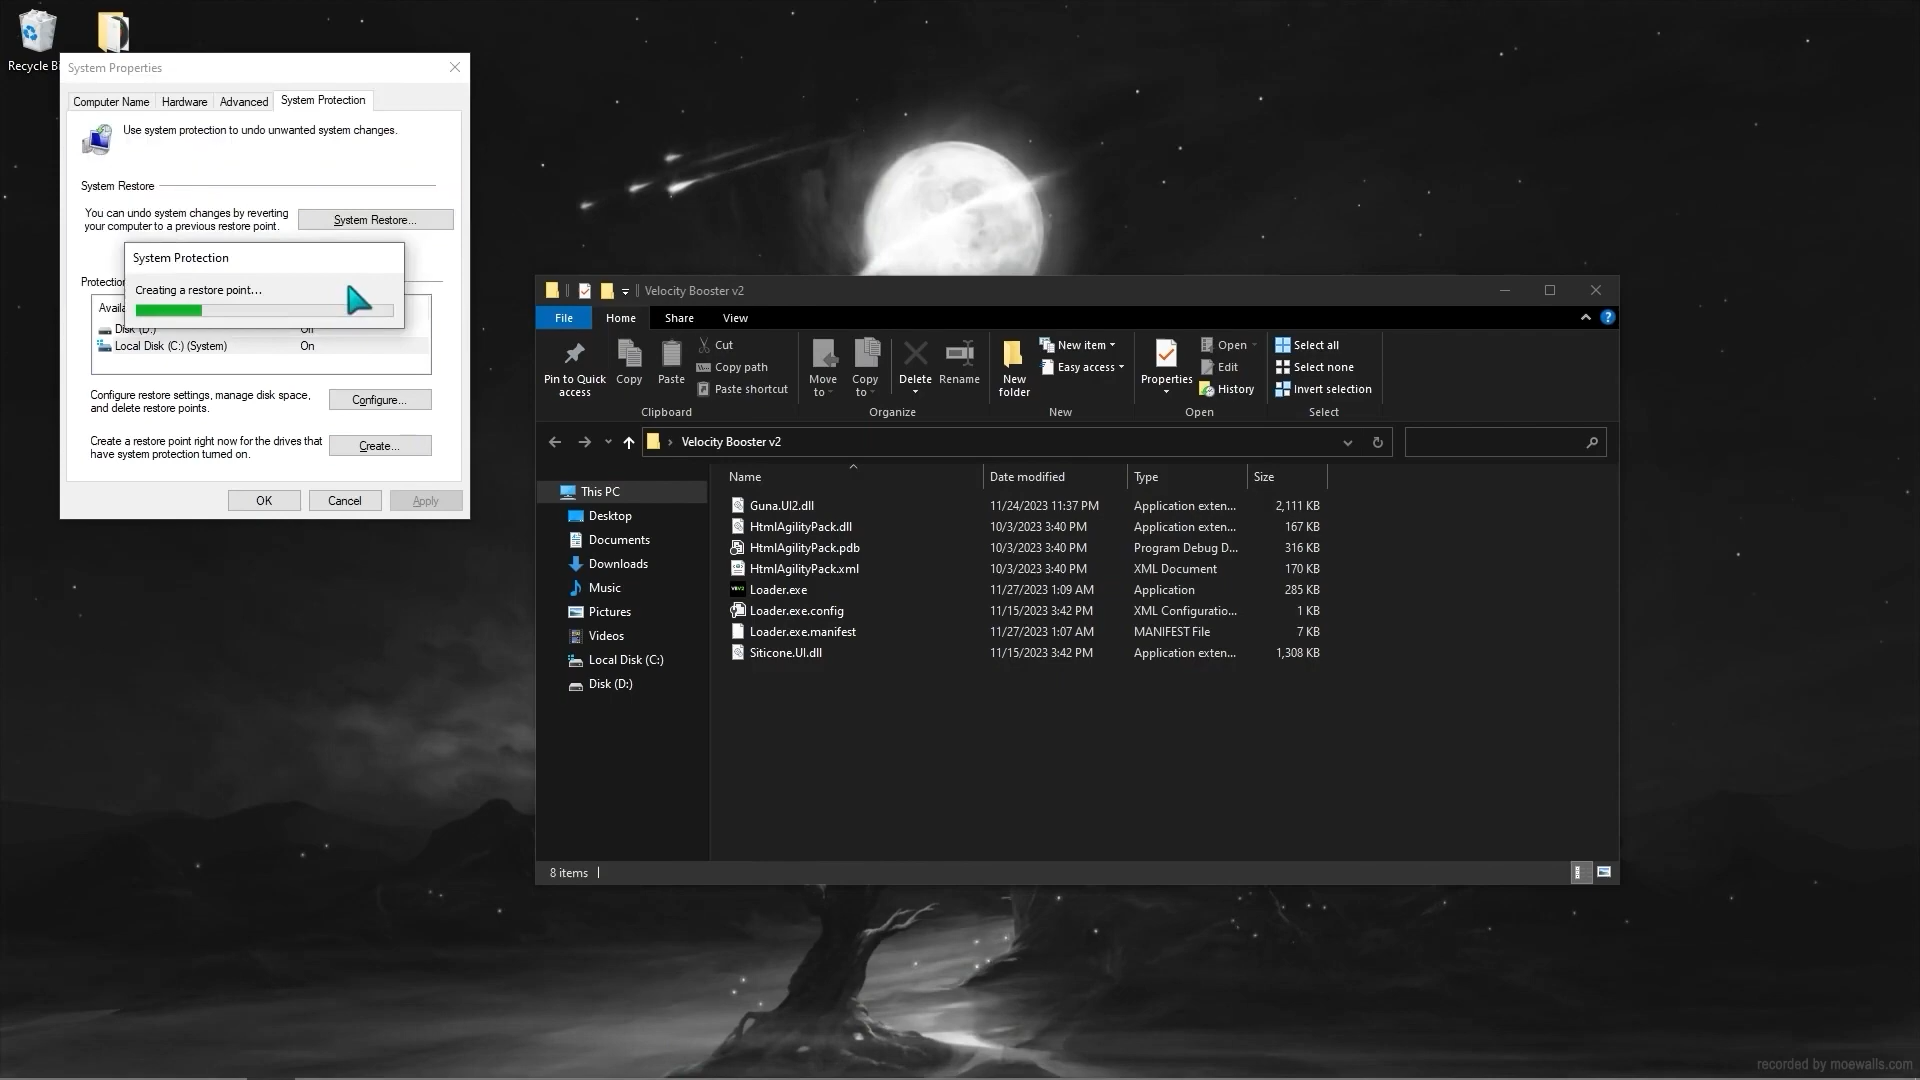 Recycle Bi
System Properties
Computer Name
Hardware
Advanced
System Protection
Use system protection to undo unwanted system changes.
System Restore
You can undo system changes by reverting
your computer to a previous restore point.
System Restore...
System Protection
Creating a restore point...
Protection
Availa
Disk (D:)
Off
Local Disk (C:) (System)
On
Configure restore settings, manage disk space,
and delete restore points.
Configure...
Create a restore point right now for the drives that
have system protection turned on.
Create...
OK
Cancel
Apply
Velocity Booster v2
File
Home
Share
View
Pin to Quick
access
Copy
Paste
Cut
Copy path
Paste shortcut
Clipboard
Move
to
Copy
to
Delete
Rename
Organize
New
folder
New item
Easy access
New
Properties
Open
Edit
History
Open
Select all
Select none
Invert selection
Select
Velocity Booster v2
This PC
Desktop
Documents
Downloads
Music
Pictures
Videos
Local Disk (C:)
Disk (D:)
Name Date modified Type Size
Guna.UI2.dll 11/24/2023 11:37 PM Application exten... 2,111 KB
HtmlAgilityPack.dll 10/3/2023 3:40 PM Application exten... 167 KB
HtmlAgilityPack.pdb 10/3/2023 3:40 PM Program Debug D... 316 KB
HtmlAgilityPack.xml 10/3/2023 3:40 PM XML Document 170 KB
Loader.exe 11/27/2023 1:09 AM Application 285 KB
Loader.exe.config 11/15/2023 3:42 PM XML Configuratio... 1 KB
Loader.exe.manifest 11/27/2023 1:07 AM MANIFEST File 7 KB
Siticone.UI.dll 11/15/2023 3:42 PM Application exten... 1,308 KB
8 items
recorded by moewalls.com